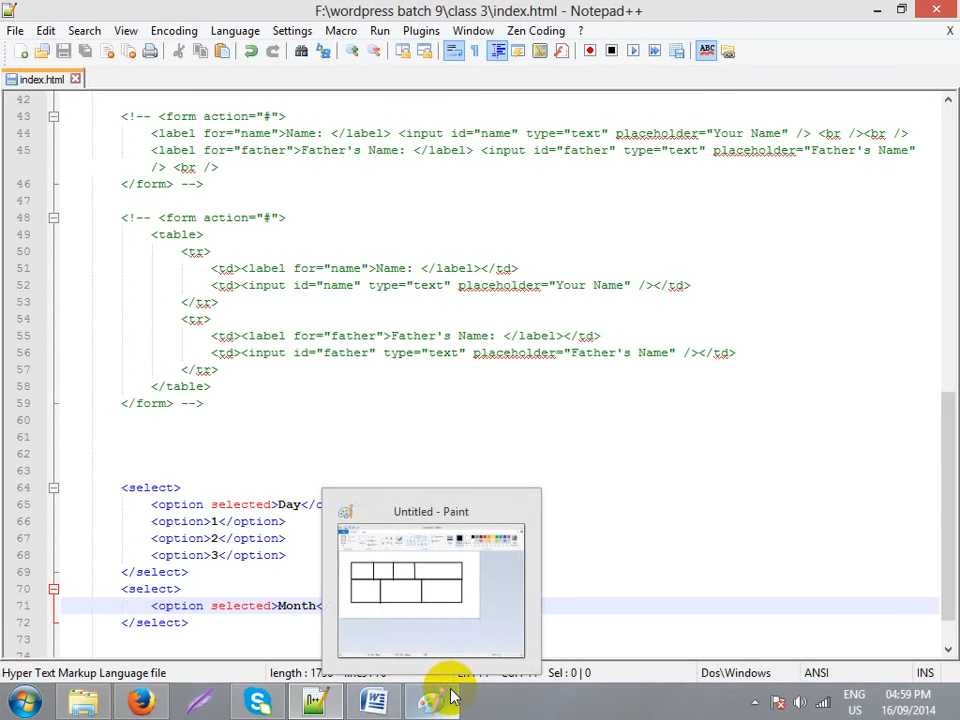 F:\wordpress batch 9\class 3\index.html - Notepad++
File Edit Search View Encoding Language Settings Macro Run Plugins Window Zen Coding ? X
index.html
42
43 <!-- <form action="#">
44 <label for="name">Name: </label> <input id="name" type="text" placeholder="Your Name" /> <br /><br />
45 <label for="father">Father's Name: </label> <input id="father" type="text" placeholder="Father's Name"
/> <br />
46 </form> -->
47
48 <!-- <form action="#">
49 <table>
50 <tr>
51 <td><label for="name">Name: </label></td>
52 <td><input id="name" type="text" placeholder="Your Name" /></td>
53 </tr>
54 <tr>
55 <td><label for="father">Father's Name: </label></td>
56 <td><input id="father" type="text" placeholder="Father's Name" /></td>
57 </tr>
58 </table>
59 </form> -->
60
61
62
63
64 <select>
65 <option selected>Day</o
66 <option>1</option>
67 <option>2</option>
68 <option>3</option>
69 </select>
70 <select>
71 <option selected>Month</
72 </select>
73
74
Untitled - Paint
Hyper Text Markup Language file length : Sel : 0 | 0 Dos\Windows ANSI INS
ENG 04:59 PM
US 16/09/2014